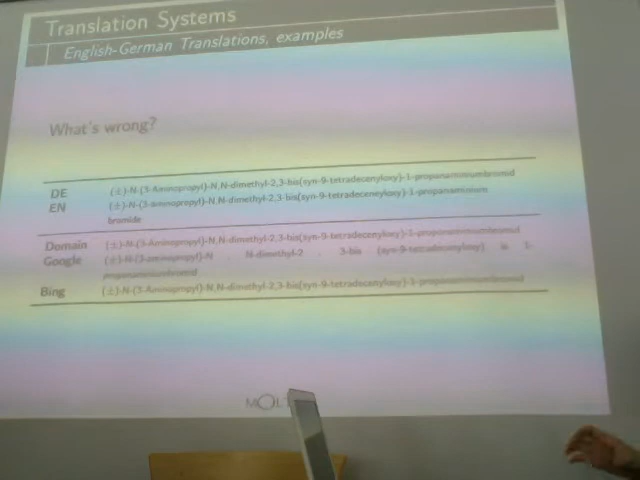 Translation Systems
English-German Translations, examples
What's wrong?
DE (±)-N-(3-Aminopropyl)-N,N-dimethyl-2,3-bis(syn-9-tetradecenyloxy)-1-propanaminiumbromid
EN (±)-N-(3-aminopropyl)-N,N-dimethyl-2,3-bis(syn-9-tetradeceneyloxy)-1-propanaminium
bromide
Domain (±)-N-(3-Aminopropyl)-N,N-dimethyl-2,3-bis(syn-9-tetradecenyloxy)-1-propanaminiumbromid
Google (±)-N-(3-aminopropyl)-N N-dimethyl-2 3-bis (syn-9-tetradecenyloxy) 1-
propanaminiumbromid
Bing (±)-N-(3-Aminopropyl)-N,N-dimethyl-2,3-bis(syn-9-tetradecenyloxy)-1-propanaminiumbromid